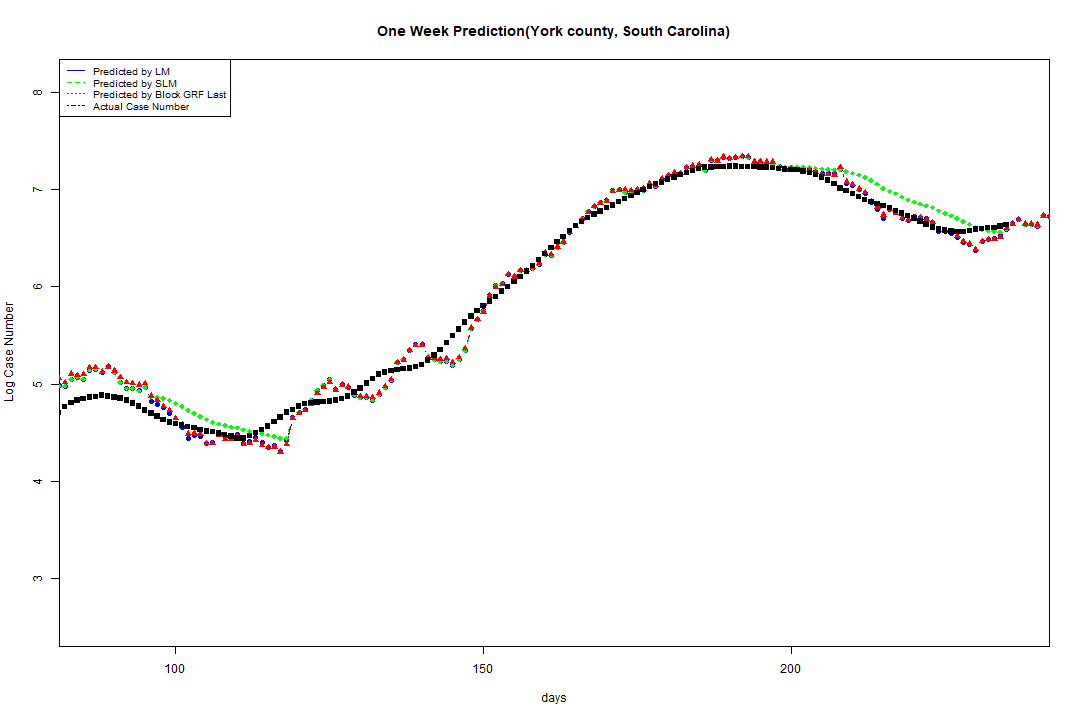 One Week Prediction(York county, South Carolina)
Predicted by LM
Predicted by SLM
Predicted by Block GRF Last
Actual Case Number
8
7
6
5
4
3
Log Case Number
100 150 200
days